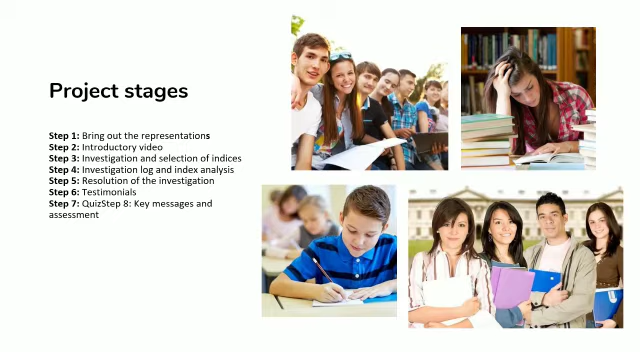 Project stages
Step 1: Bring out the representations
Step 2: Introductory video
Step 3: Investigation and selection of indices
Step 4: Investigation log and index analysis
Step 5: Resolution of the investigation
Step 6: Testimonials
Step 7: QuizStep 8: Key messages and
assessment